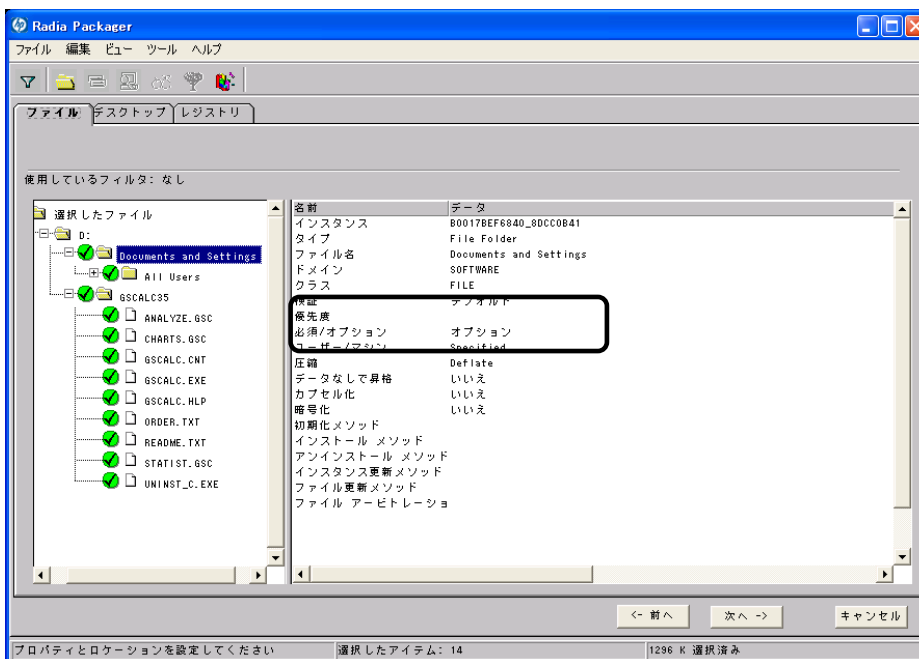 Radia Packager
ファイル 編集 ビュー ツール ヘルプ
ファイル デスクトップ レジストリ
使用しているフィルタ: なし
選択したファイル
D:
Documents and Settings
All Users
GSCALC35
ANALYZE.GSC
CHARTS.GSC
GSCALC.CNT
GSCALC.EXE
GSCALC.HLP
ORDER.TXT
README.TXT
STATIST.GSC
UNINST_C.EXE
名前 データ
インスタンス B0017BEF6840_8DCC0B41
タイプ File Folder
ファイル名 Documents and Settings
ドメイン SOFTWARE
クラス FILE
検証 デフォルト
優先度
必須/オプション オプション
ユーザー/マシン Specified
圧縮 Deflate
データなしで昇格 いいえ
カプセル化 いいえ
暗号化 いいえ
初期化メソッド
インストール メソッド
アンインストール メソッド
インスタンス更新メソッド
ファイル更新メソッド
ファイル アービトレーショ
<- 前へ 次へ -> キャンセル
プロパティとロケーションを設定してください 選択したアイテム: 14 1296 K 選択済み